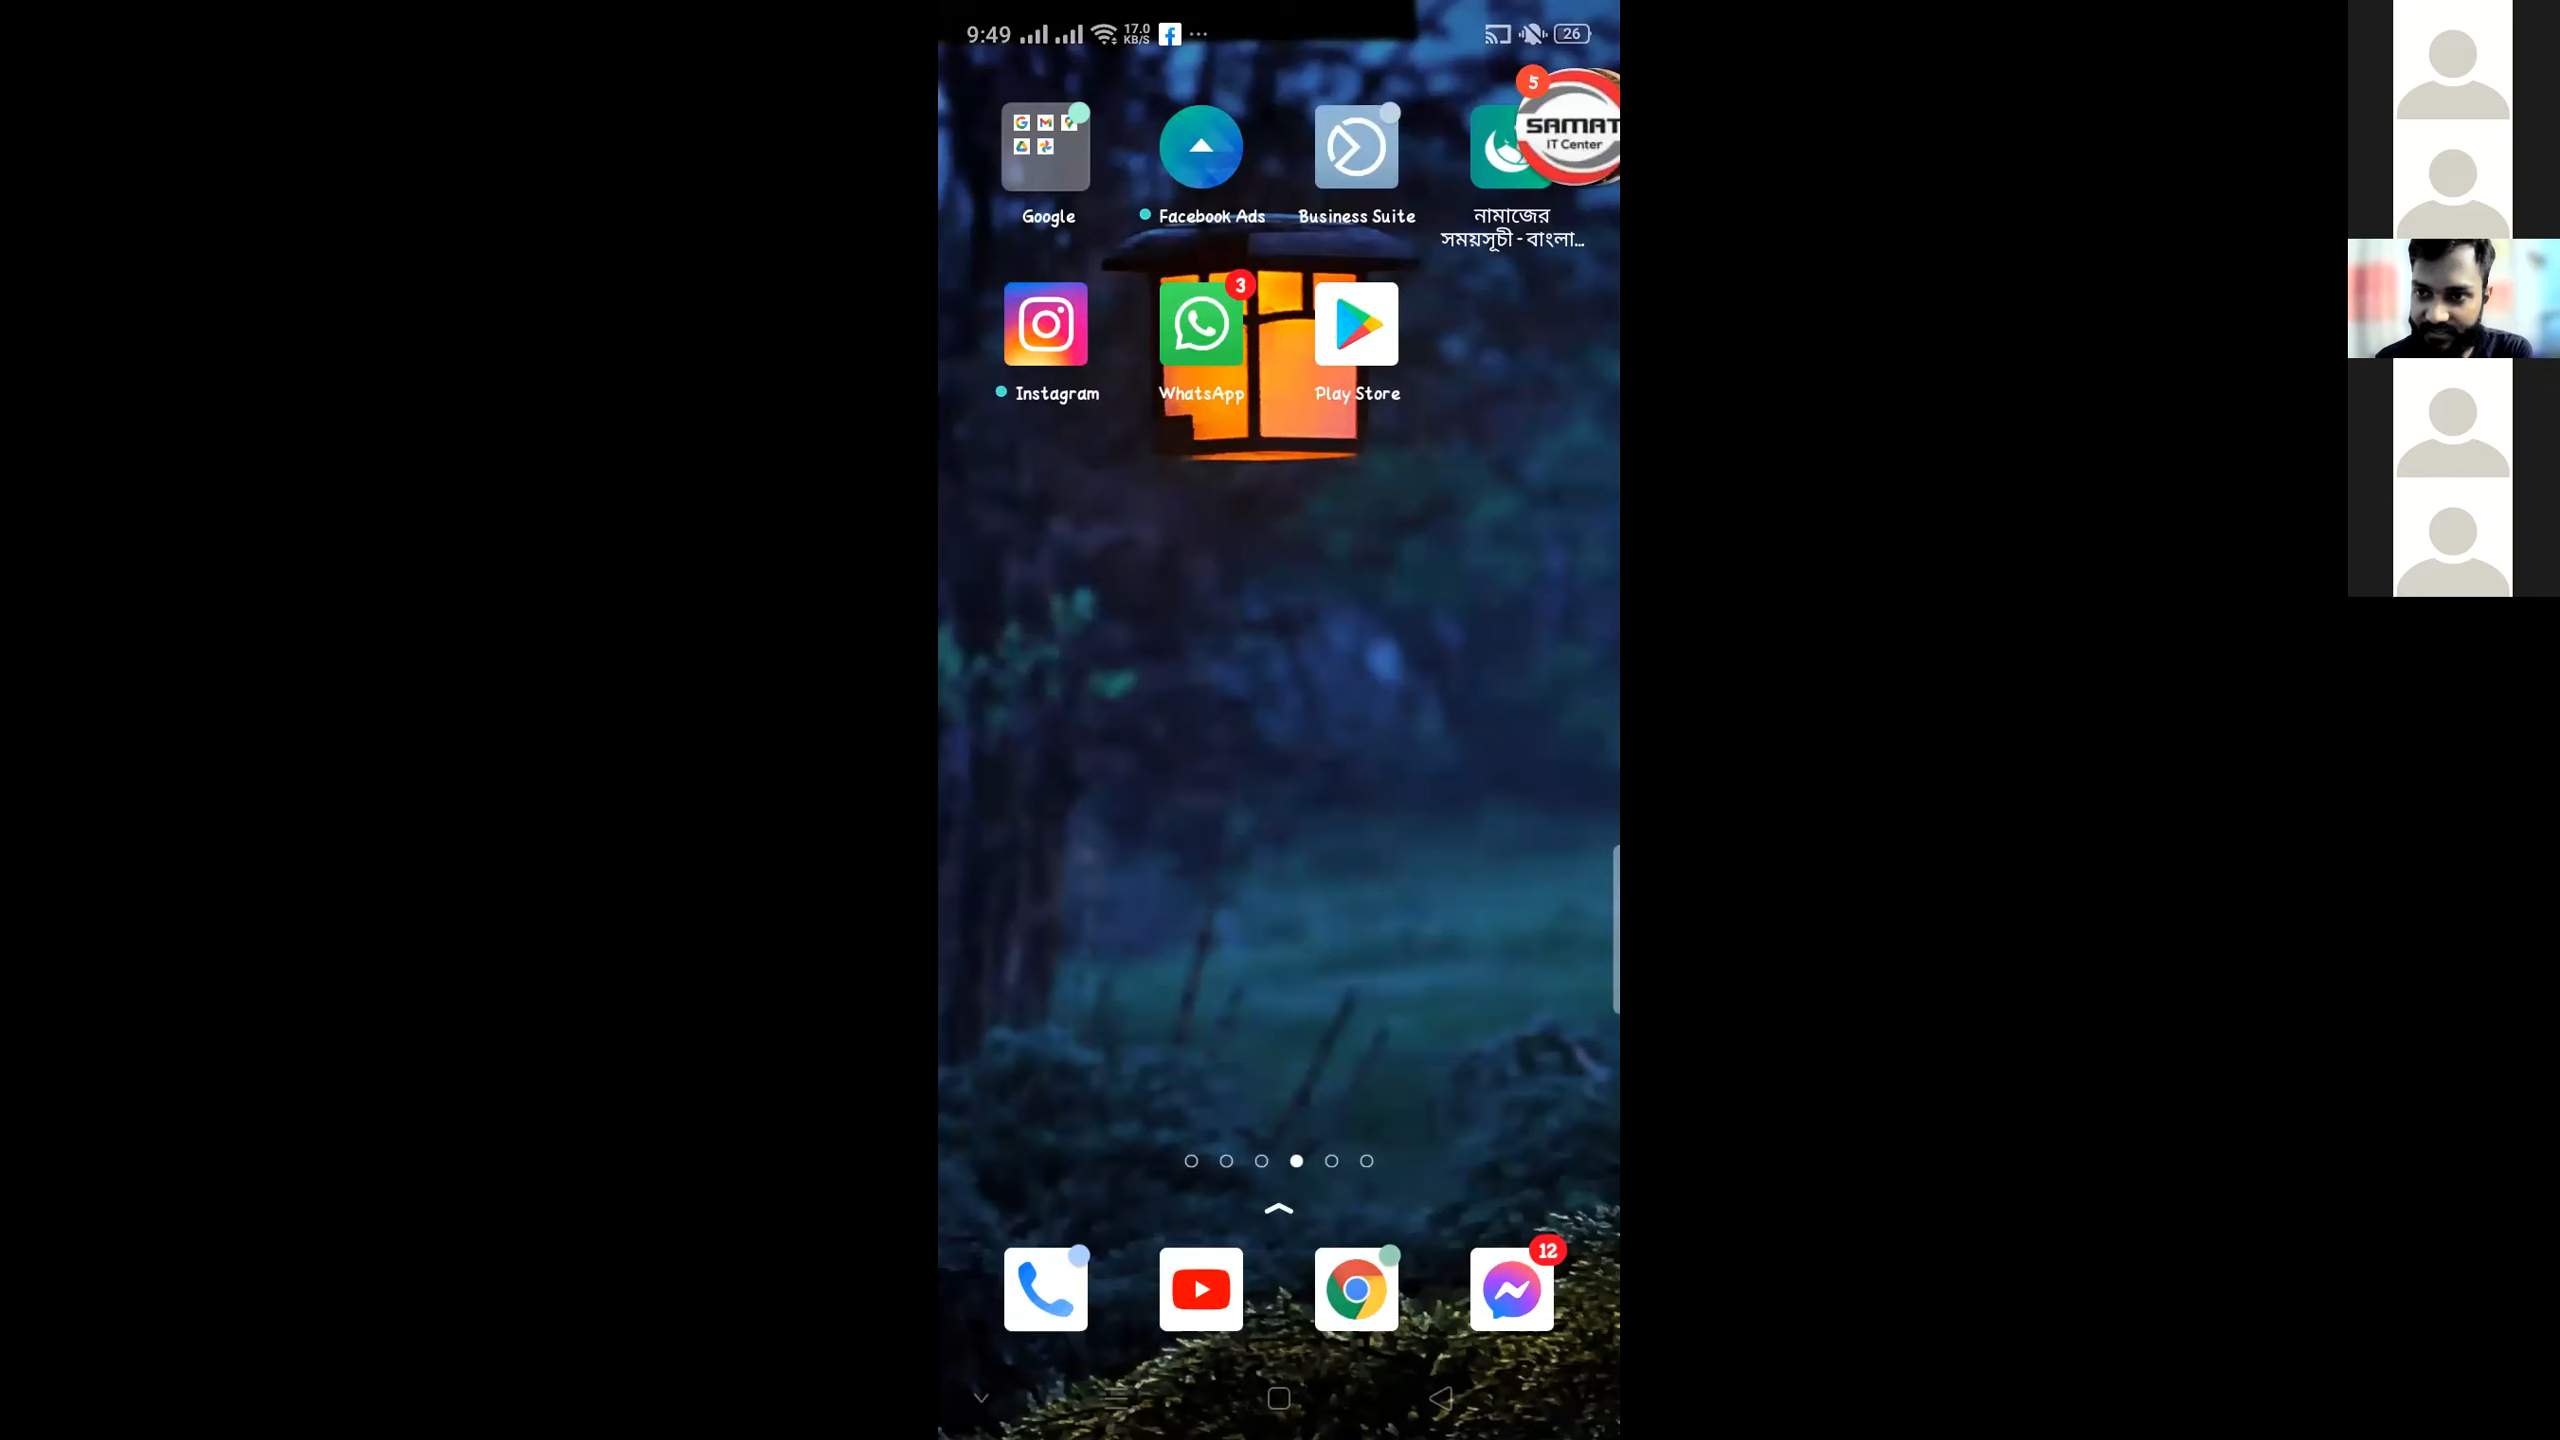 9:49 17.0 KB/S 26
5
SAMAT
IT Center
Google
Facebook Ads
Business Suite
নামাজের
সময়সূচী - বাংলা...
3
Instagram
WhatsApp
Play Store
12